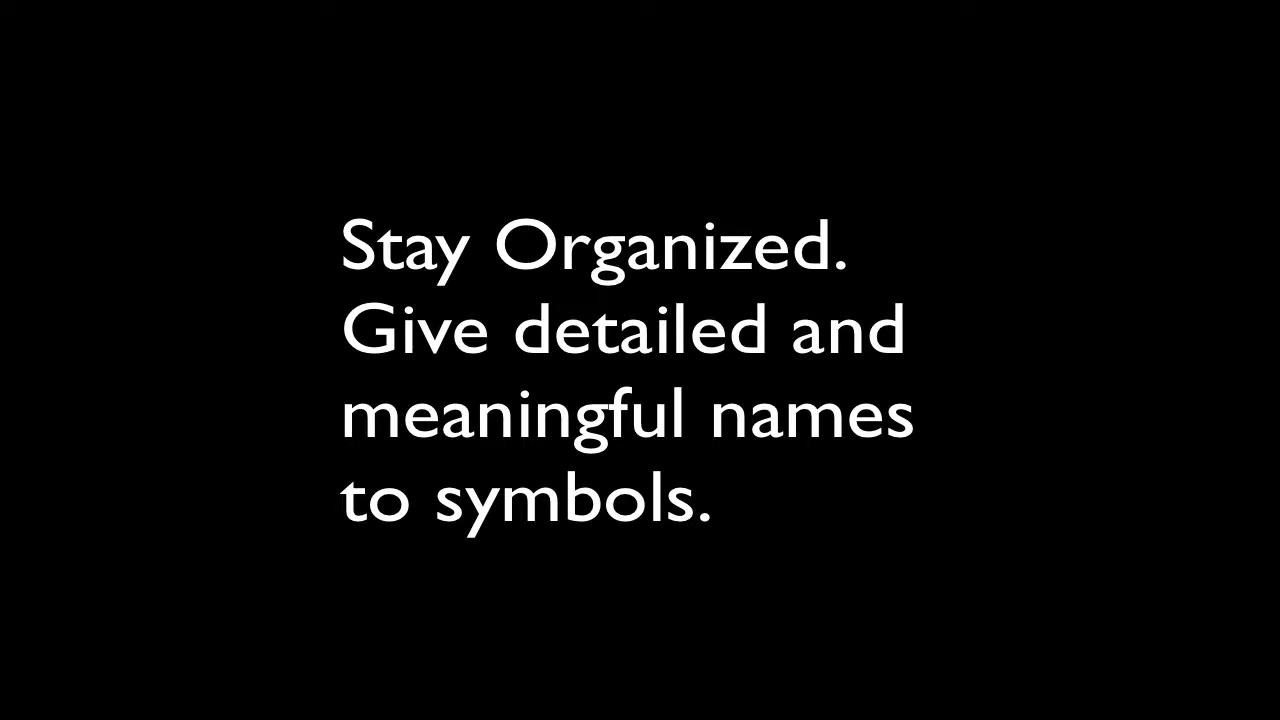 Stay Organized.
Give detailed and
meaningful names
to symbols.